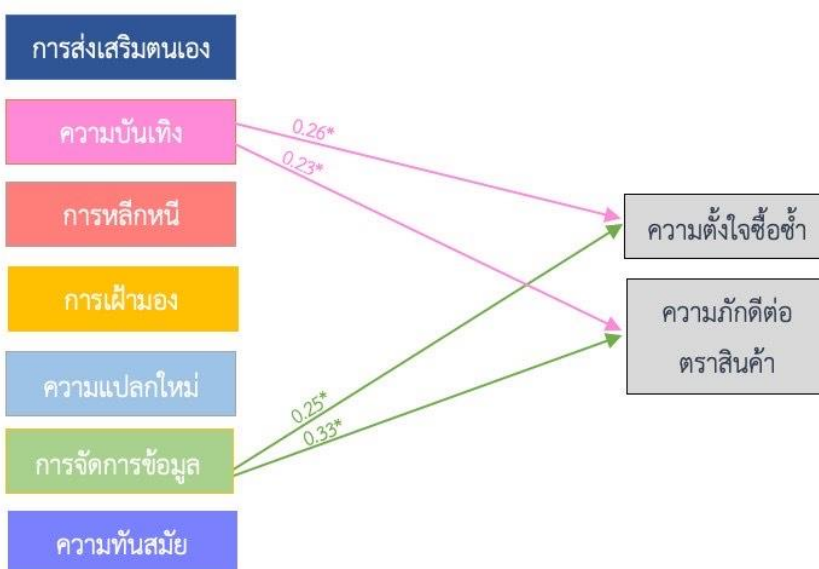 การส่งเสริมตนเอง
ความบันเทิง
0.26*
0.23*
การหลีกหนี
ความตั้งใจซื้อซ้ำ
การเฝ้ามอง
ความภักดีต่อ
ตราสินค้า
ความแปลกใหม่
0.25*
0.33*
การจัดการข้อมูล
ความทันสมัย